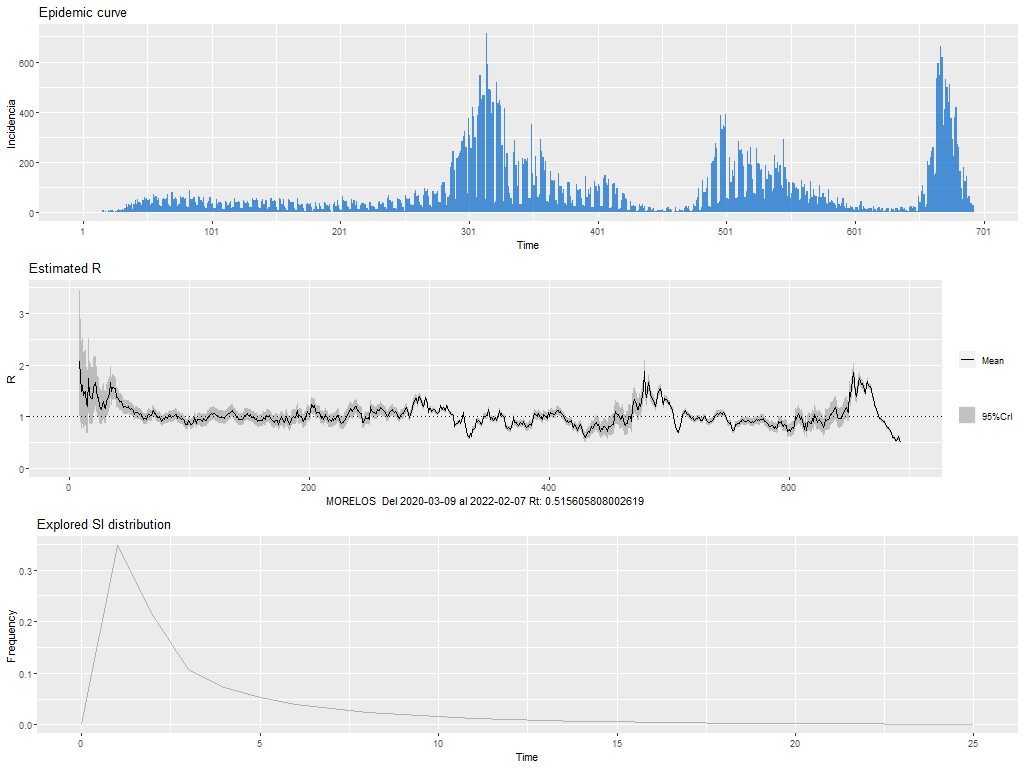 Epidemic curve
Incidencia
600
400
200
0
1
101
201
301
401
501
601
701
Time
Estimated R
R
3
2
1
0
0
200
400
600
Mean
95%CrI
MORELOS Del 2020-03-09 al 2022-02-07 Rt: 0.515605808002619
Explored SI distribution
Frequency
0.3
0.2
0.1
0.0
0
5
10
15
20
25
Time